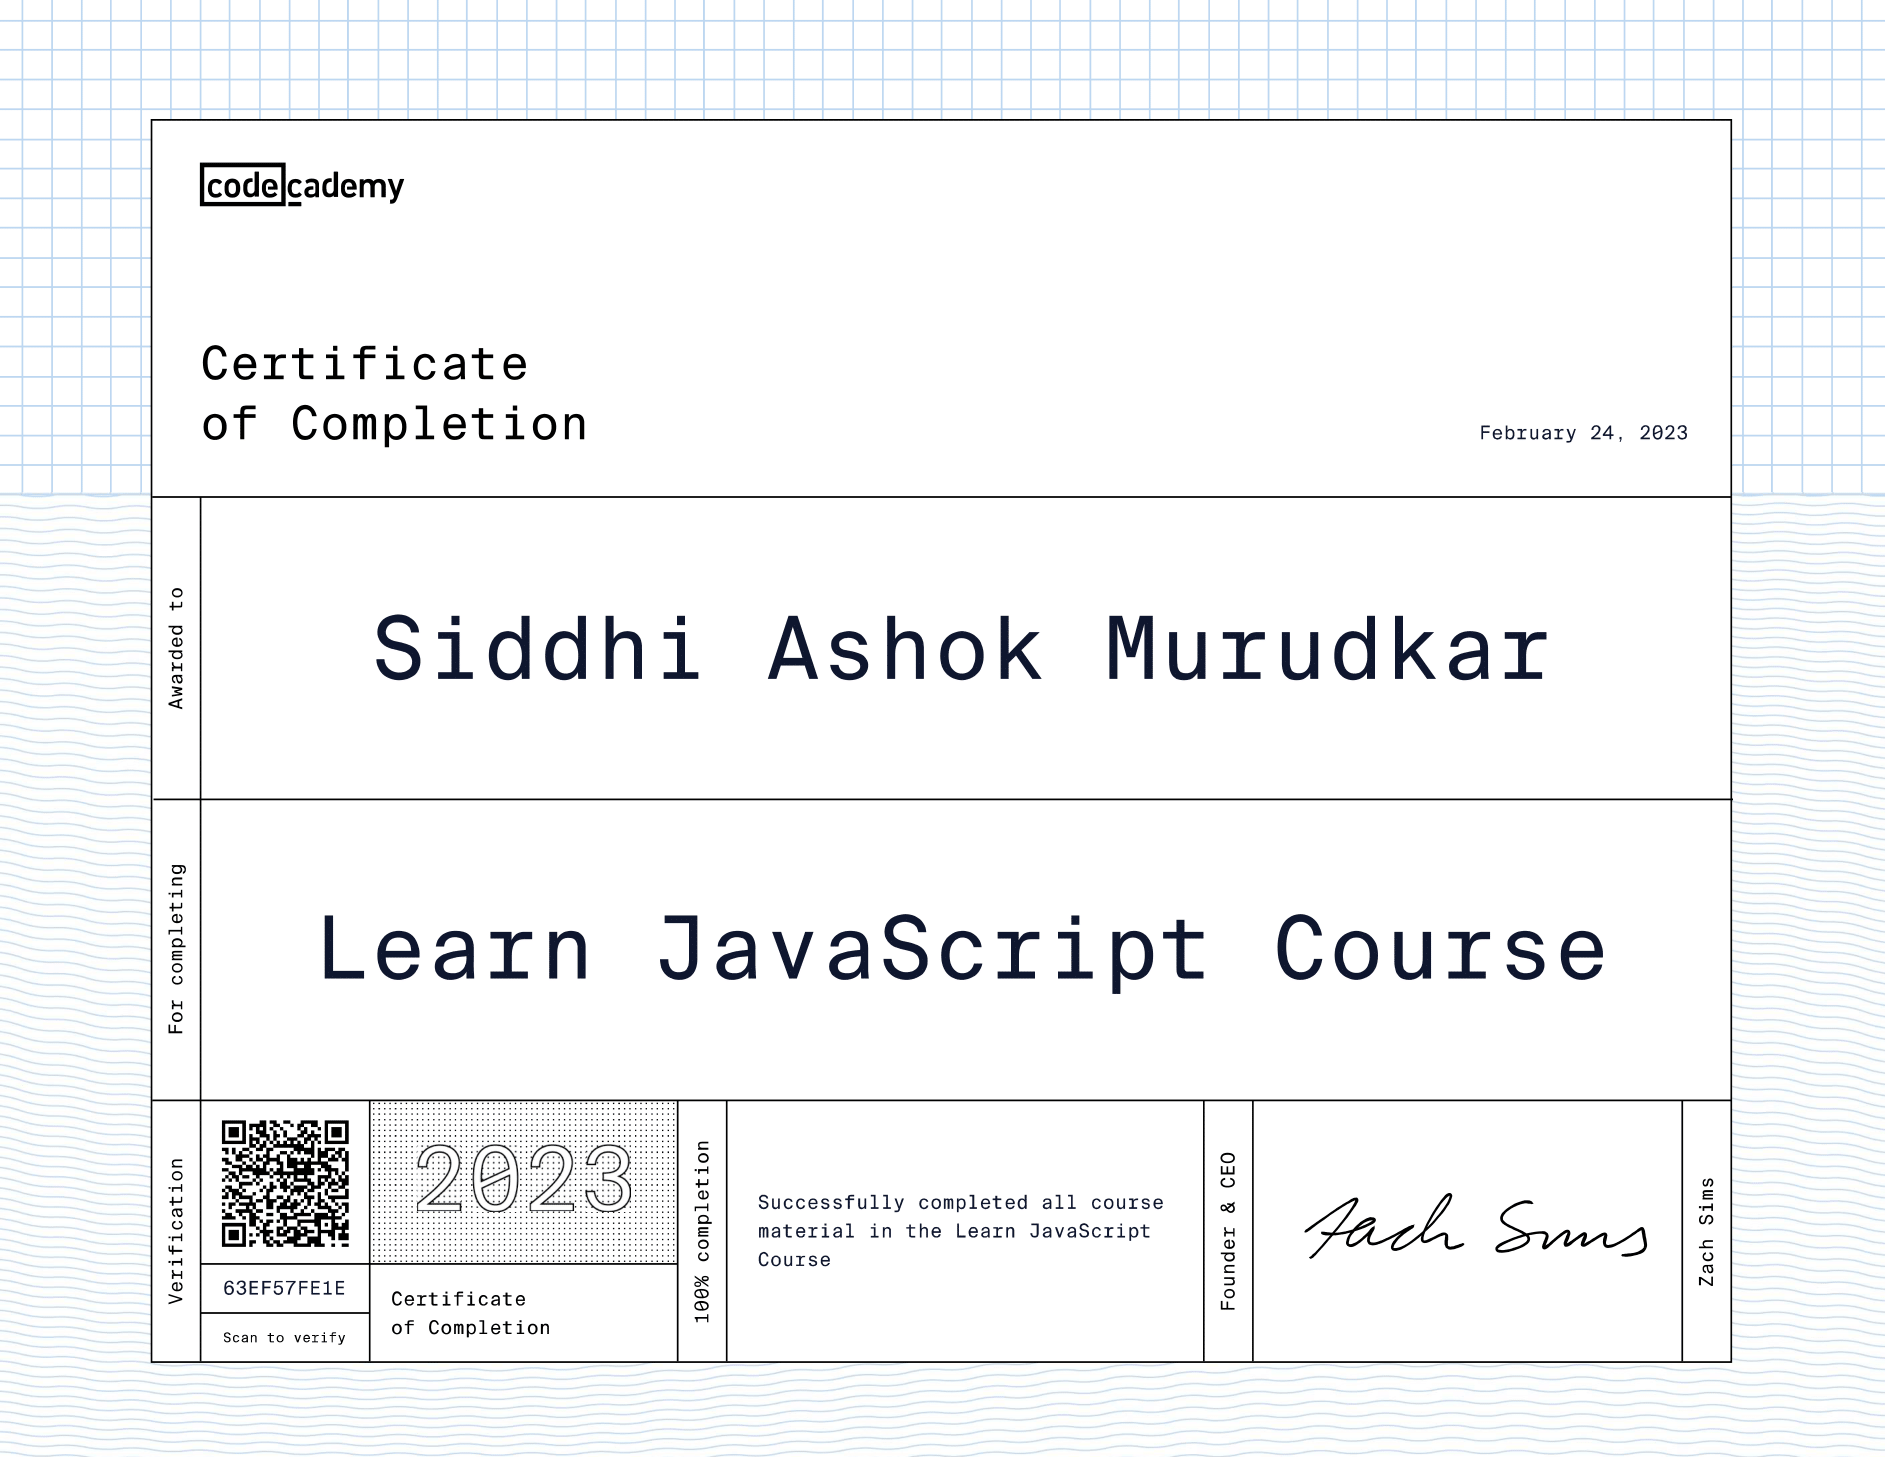 codecademy
Certificate
of Completion
February 24, 2023
Awarded to
Siddhi Ashok Murudkar
For completing
Learn JavaScript Course
Verification
63EF57FE1E
Scan to verify
2023
Certificate
of Completion
100% completion
Successfully completed all course
material in the Learn JavaScript
Course
Founder & CEO
Zach Sims
Zach Sims